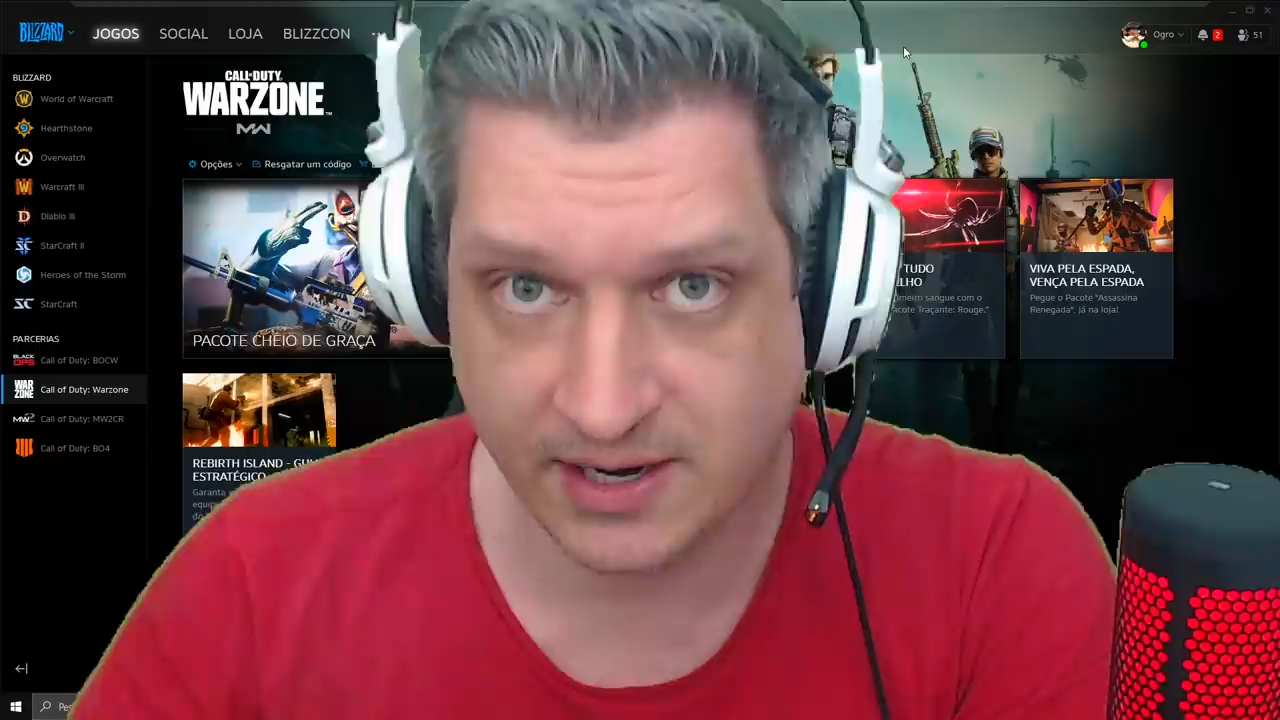 BLIZZARD
JOGOS
SOCIAL
LOJA
BLIZZCON
Ogro
2
51
BLIZZARD
World of Warcraft
Hearthstone
Overwatch
Warcraft III
Diablo III
StarCraft II
Heroes of the Storm
StarCraft
PARCERIAS
Call of Duty: BOCW
Call of Duty: Warzone
Call of Duty: MW2CR
Call of Duty: BO4
CALL OF DUTY
WARZONE
MW
Opções
Resgatar um código
PACOTE CHEIO DE GRAÇA
TUDO
sangue com o
Traçante: Rouge."
VIVA PELA ESPADA,
VENÇA PELA ESPADA
Pegue o Pacote "Assassina
Renegada", já na loja!
REBIRTH ISLAND -
ESTRATÉGICO
Garanta